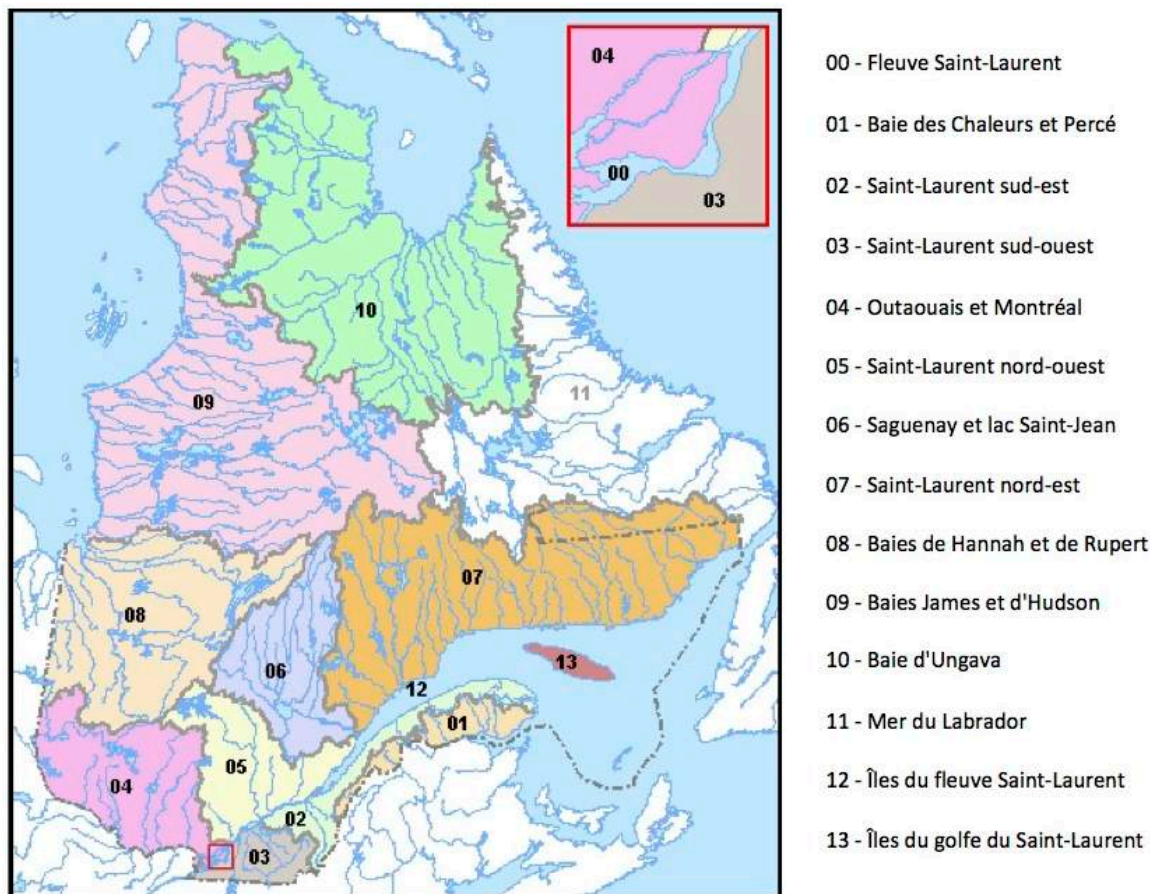 04
00
03
10
11
09
07
08
06
13
12
01
05
04
02
03
00 - Fleuve Saint-Laurent
01 - Baie des Chaleurs et Percé
02 - Saint-Laurent sud-est
03 - Saint-Laurent sud-ouest
04 - Outaouais et Montréal
05 - Saint-Laurent nord-ouest
06 - Saguenay et lac Saint-Jean
07 - Saint-Laurent nord-est
08 - Baies de Hannah et de Rupert
09 - Baies James et d'Hudson
10 - Baie d'Ungava
11 - Mer du Labrador
12 - Îles du fleuve Saint-Laurent
13 - Îles du golfe du Saint-Laurent